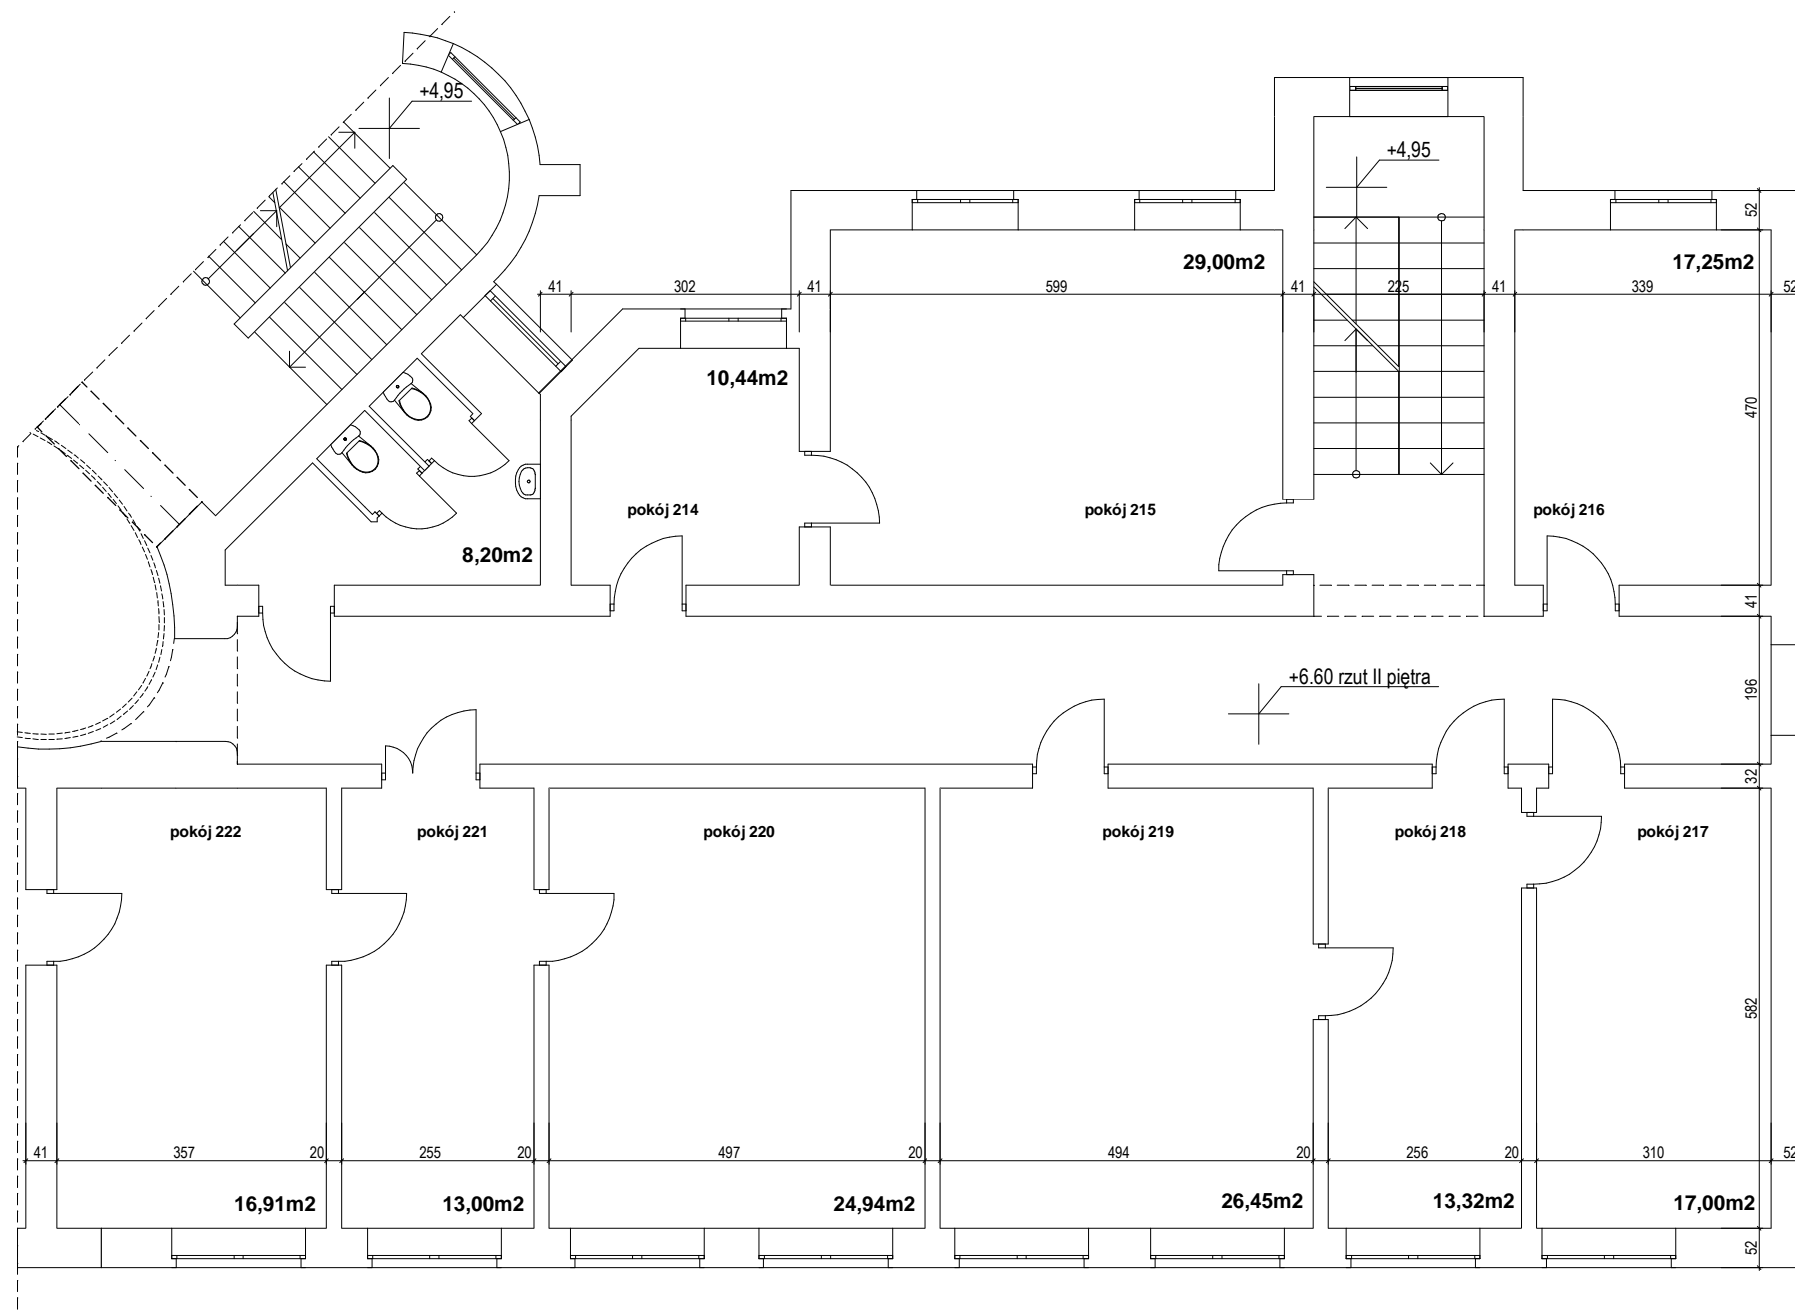 +4,95
+4,95
52
29,00m2
17,25m2
41
302
41
599
41
225
41
339
52
10,44m2
470
pokój 214
pokój 215
pokój 216
8,20m2
41
+6.60 rzut II piętra
196
32
pokój 222
pokój 221
pokój 220
pokój 219
pokój 218
pokój 217
582
41
357
20
255
20
497
20
494
20
256
20
310
52
16,91m2
13,00m2
24,94m2
26,45m2
13,32m2
17,00m2
52